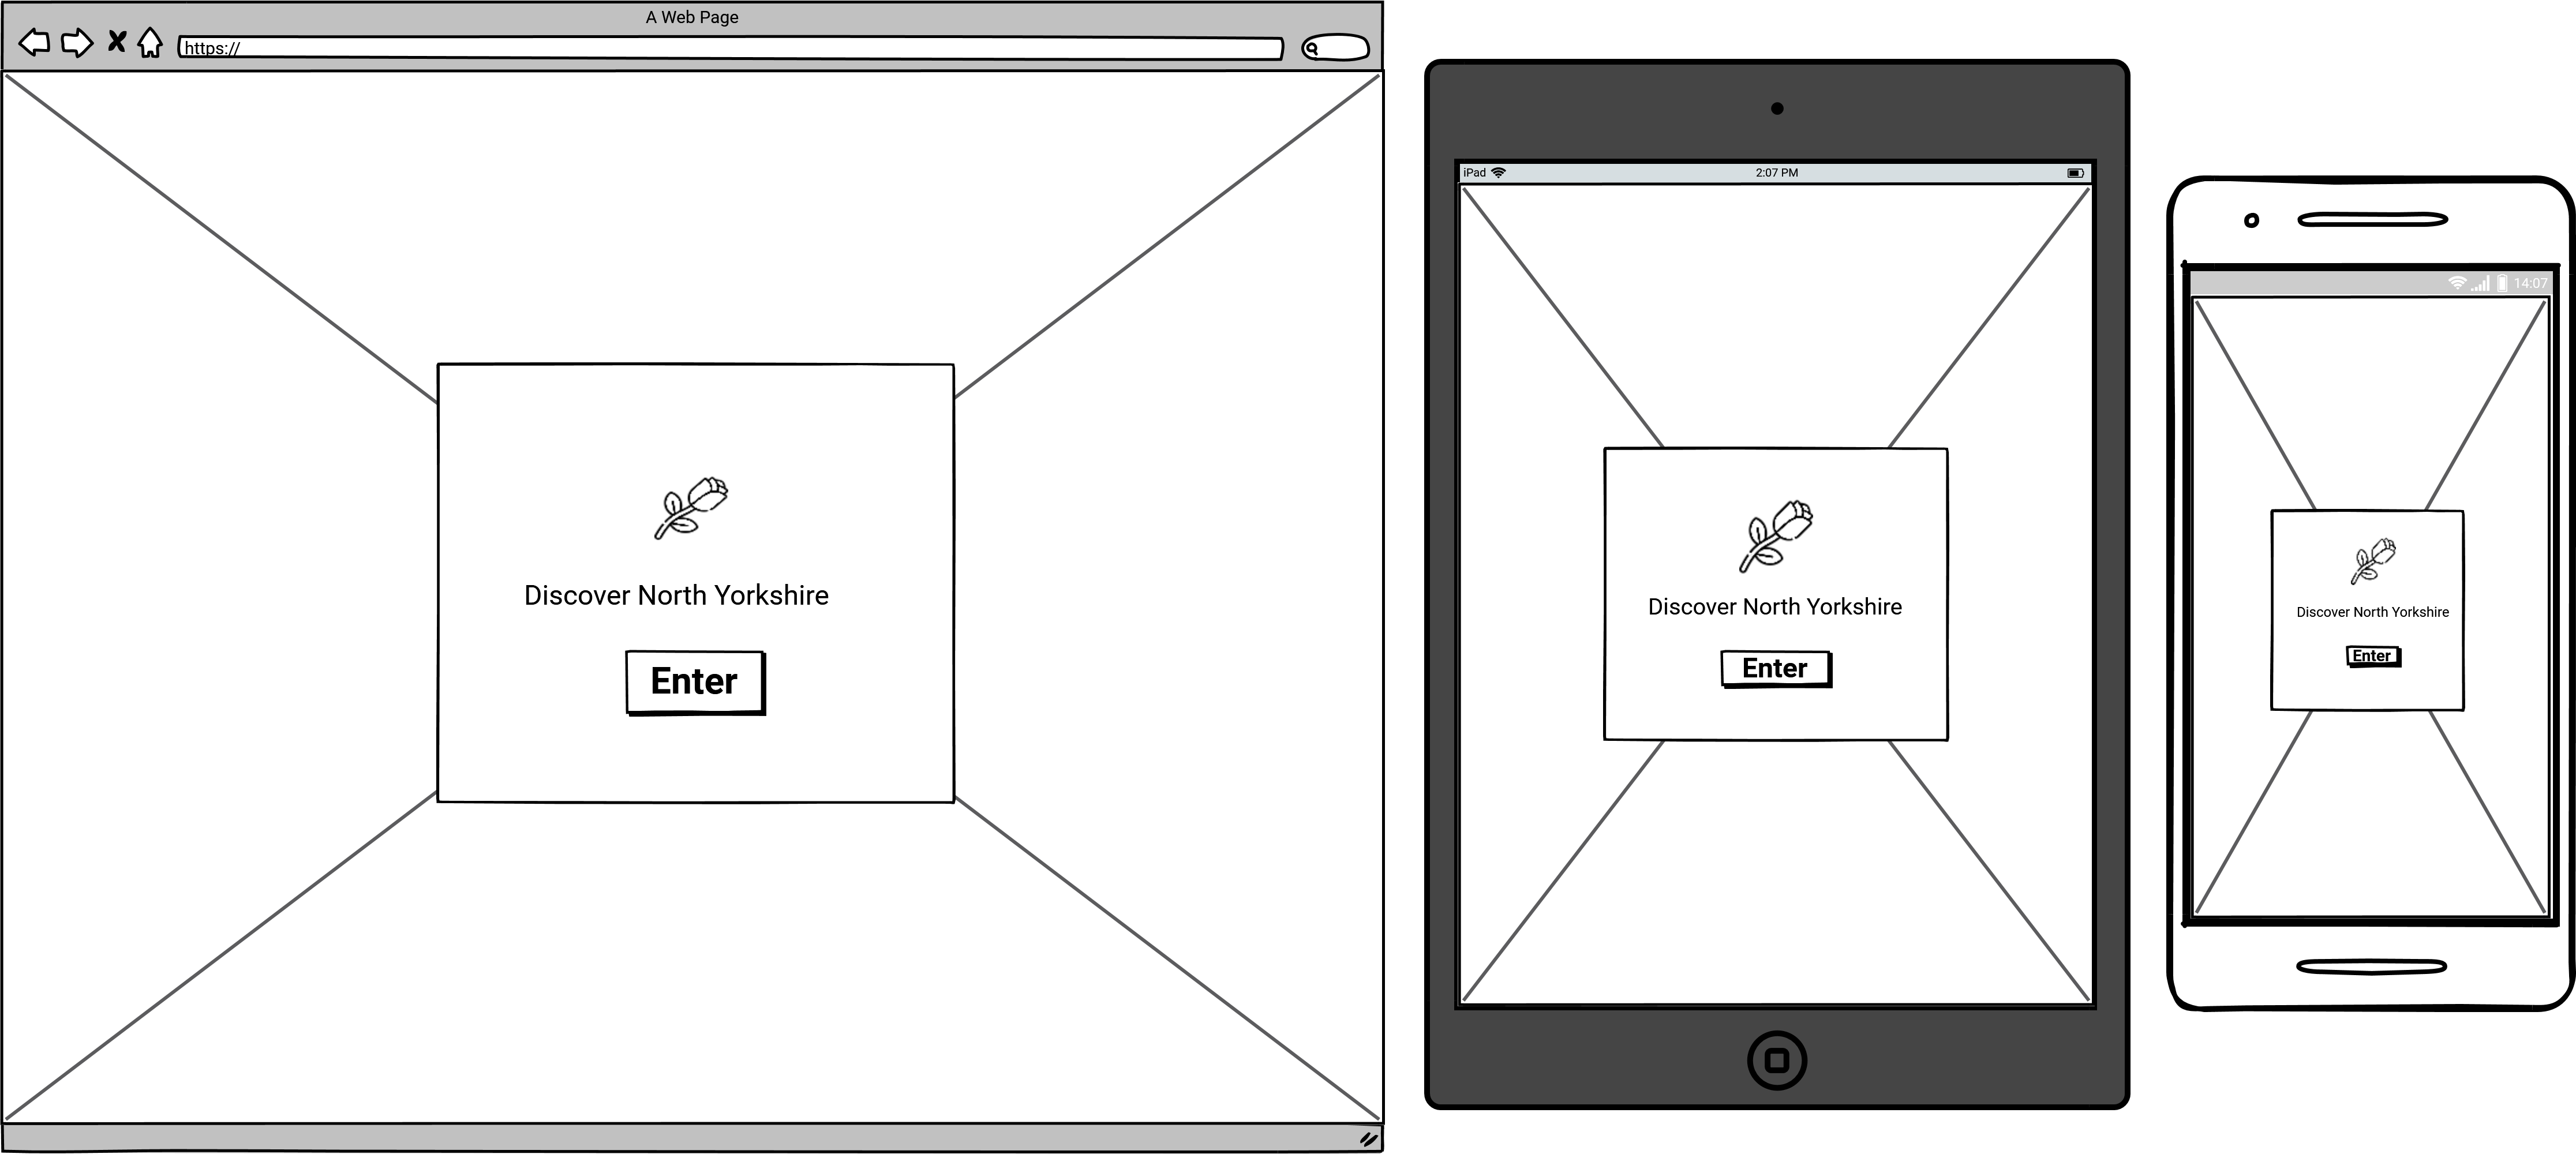 A Web Page
https://
Discover North Yorkshire
Enter
iPad
2:07 PM
Discover North Yorkshire
Enter
14:07
Discover North Yorkshire
Enter